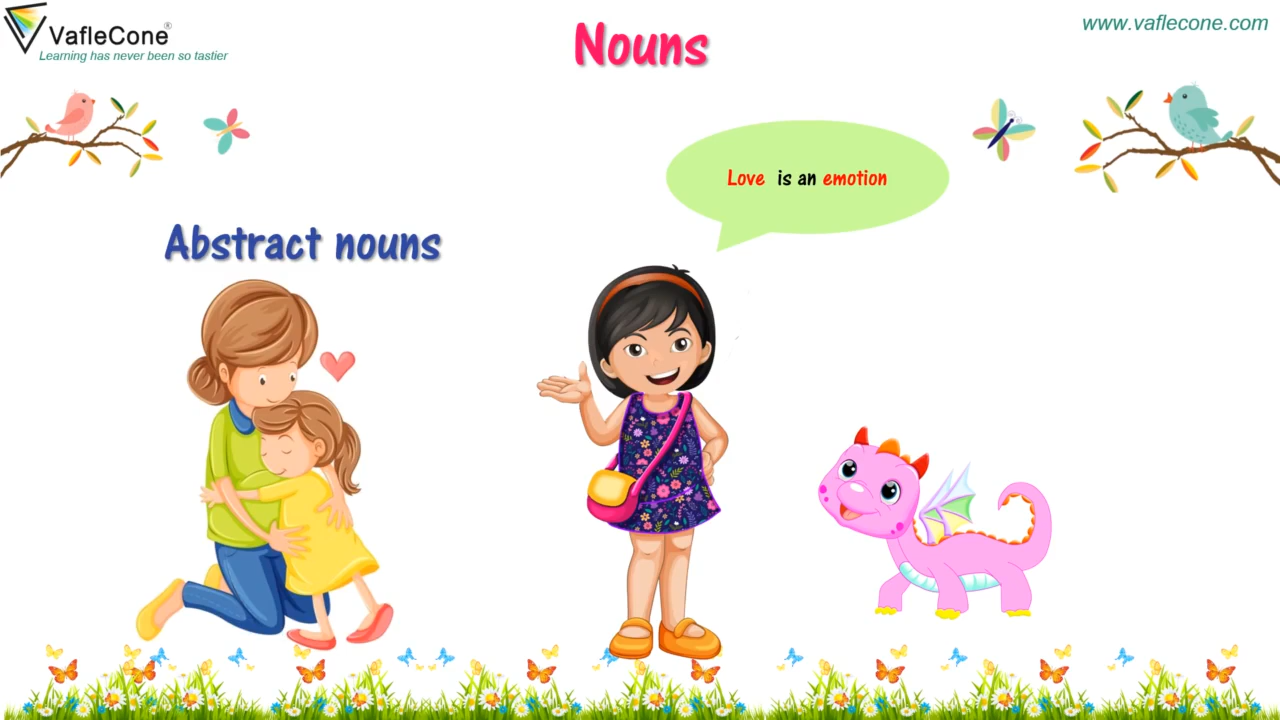 VafleCone®
Learning has never been so tastier
Nouns
www.vaflecone.com
Love is an emotion
Abstract nouns